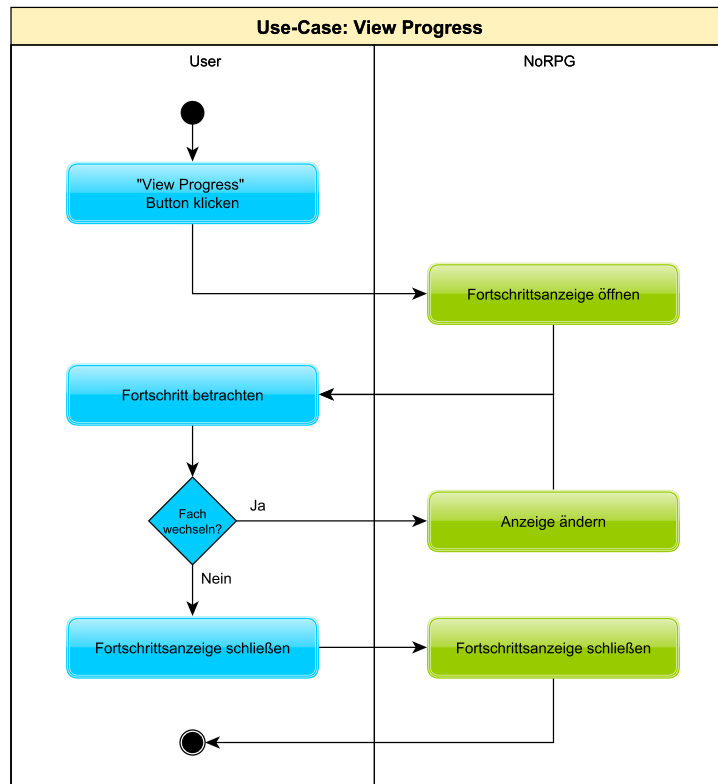 Use-Case: View Progress
User
NoRPG
"View Progress"
Button klicken
Fortschrittsanzeige öffnen
Fortschritt betrachten
Fach
wechseln?
Ja
Anzeige ändern
Nein
Fortschrittsanzeige schließen
Fortschrittsanzeige schließen